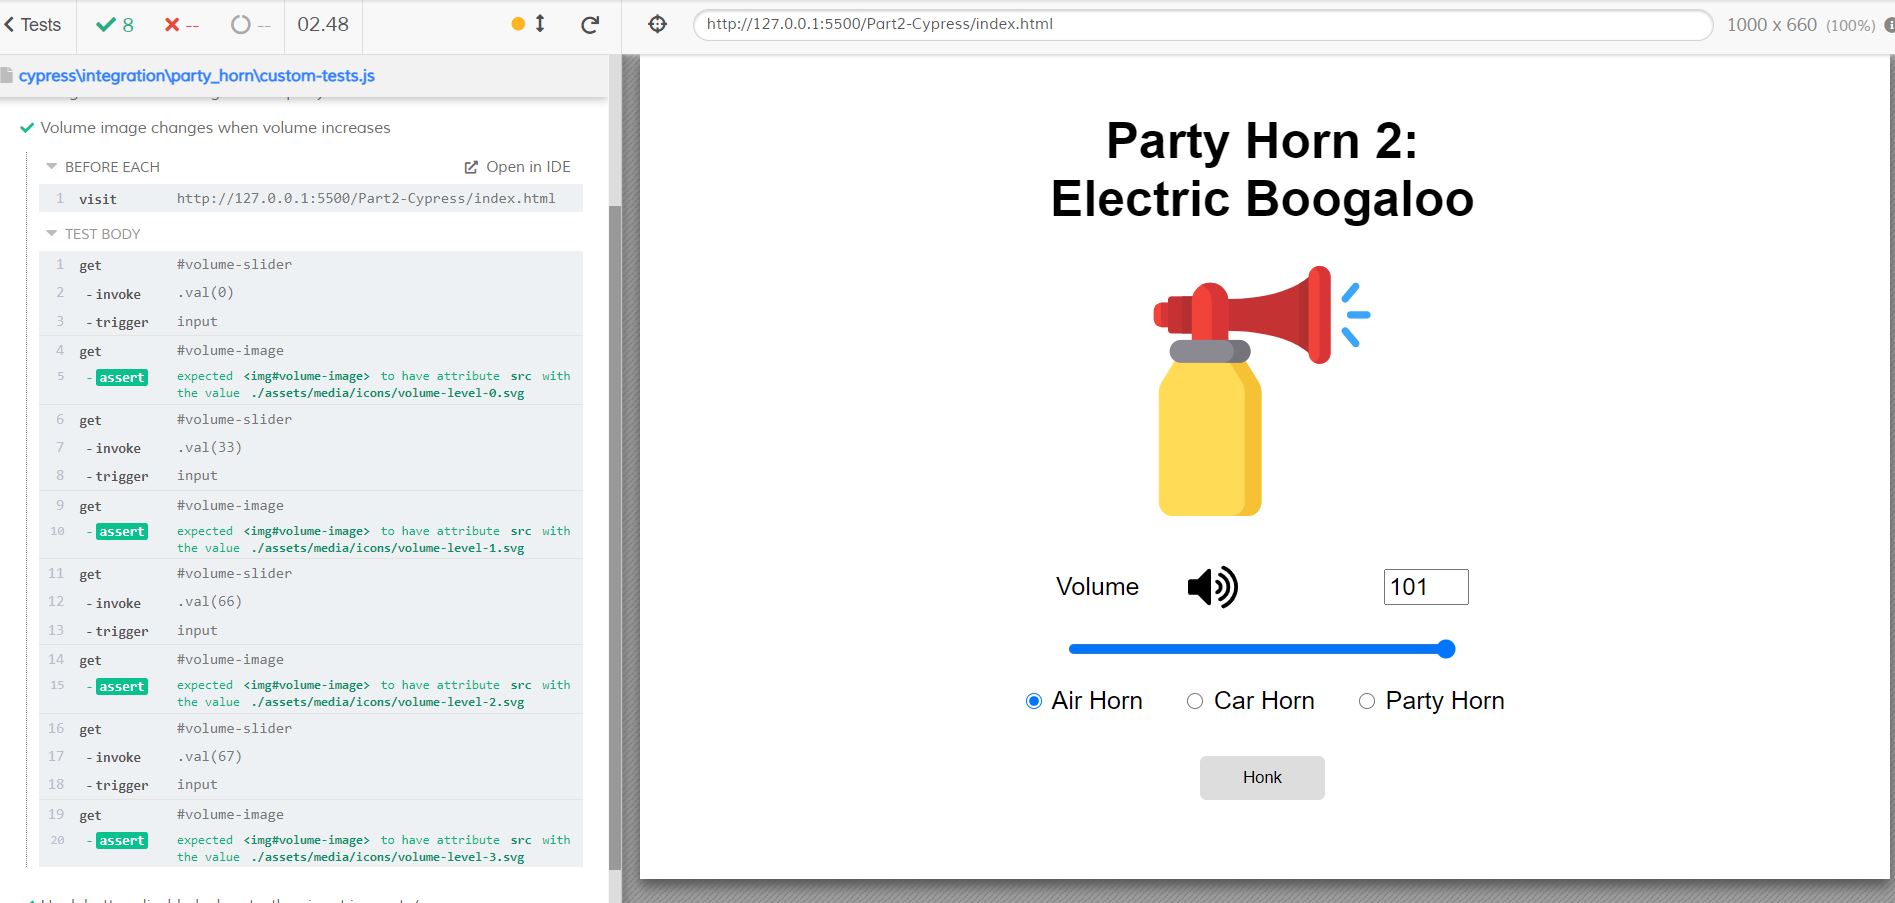 Tests 8 -- -- 02.48
http://127.0.0.1:5500/Part2-Cypress/index.html 1000 x 660 (100%)
cypress\integration\party_horn\custom-tests.js
Volume image changes when volume increases
BEFORE EACH Open in IDE
1 visit http://127.0.0.1:5500/Part2-Cypress/index.html
TEST BODY
1 get #volume-slider
2 -invoke .val(0)
3 -trigger input
4 get #volume-image
5 -assert expected <img#volume-image> to have attribute src with
the value ./assets/media/icons/volume-level-0.svg
6 get #volume-slider
7 -invoke .val(33)
8 -trigger input
9 get #volume-image
10 -assert expected <img#volume-image> to have attribute src with
the value ./assets/media/icons/volume-level-1.svg
11 get #volume-slider
12 -invoke .val(66)
13 -trigger input
14 get #volume-image
15 -assert expected <img#volume-image> to have attribute src with
the value ./assets/media/icons/volume-level-2.svg
16 get #volume-slider
17 -invoke .val(67)
18 -trigger input
19 get #volume-image
20 -assert expected <img#volume-image> to have attribute src with
the value ./assets/media/icons/volume-level-3.svg
Party Horn 2:
Electric Boogaloo
Volume 101
Air Horn Car Horn Party Horn
Honk